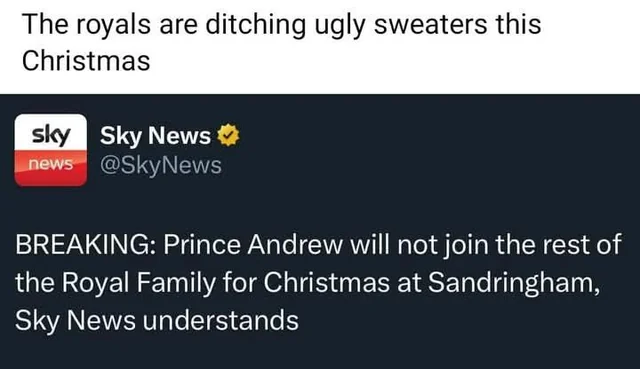 The royals are ditching ugly sweaters this
Christmas
sky
news
Sky News
@SkyNews
BREAKING: Prince Andrew will not join the rest of
the Royal Family for Christmas at Sandringham,
Sky News understands